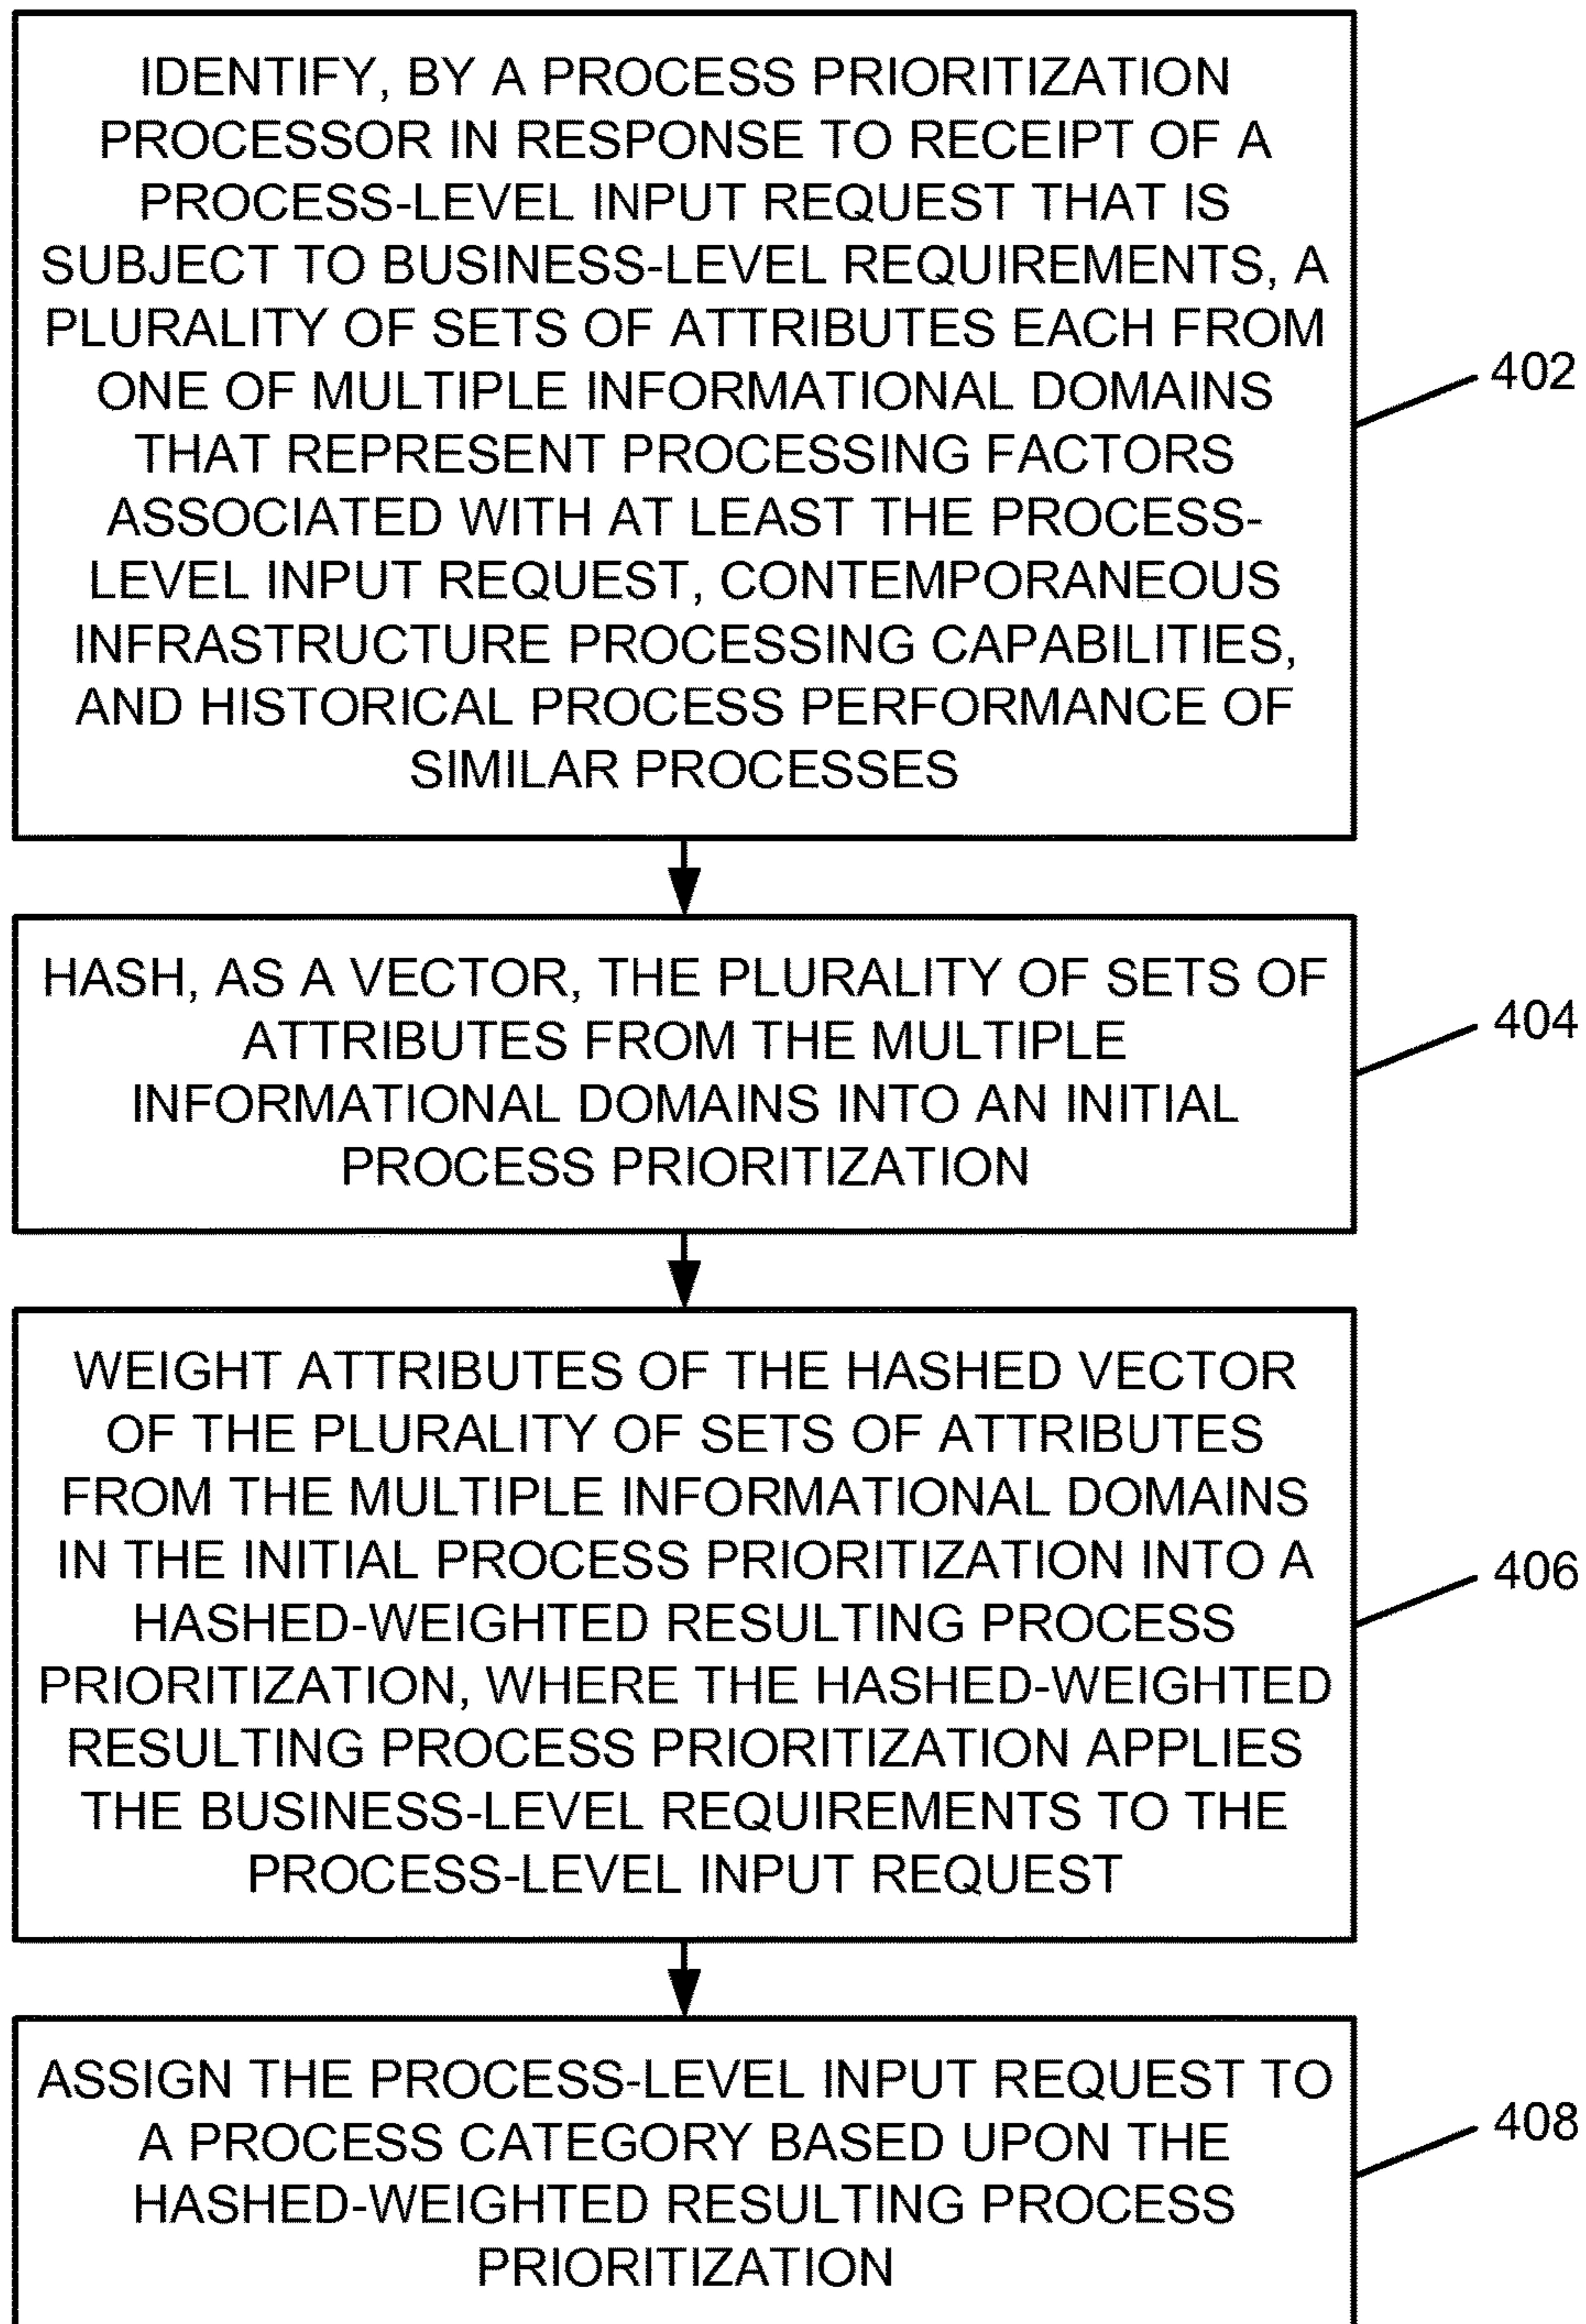 IDENTIFY, BY A PROCESS PRIORITIZATION
PROCESSOR IN RESPONSE TO RECEIPT OF A
PROCESS-LEVEL INPUT REQUEST THAT IS
SUBJECT TO BUSINESS-LEVEL REQUIREMENTS, A
PLURALITY OF SETS OF ATTRIBUTES EACH FROM
ONE OF MULTIPLE INFORMATIONAL DOMAINS
THAT REPRESENT PROCESSING FACTORS
ASSOCIATED WITH AT LEAST THE PROCESS-
LEVEL INPUT REQUEST, CONTEMPORANEOUS
INFRASTRUCTURE PROCESSING CAPABILITIES,
AND HISTORICAL PROCESS PERFORMANCE OF
SIMILAR PROCESSES
402
HASH, AS A VECTOR, THE PLURALITY OF SETS OF
ATTRIBUTES FROM THE MULTIPLE
INFORMATIONAL DOMAINS INTO AN INITIAL
PROCESS PRIORITIZATION
404
WEIGHT ATTRIBUTES OF THE HASHED VECTOR
OF THE PLURALITY OF SETS OF ATTRIBUTES
FROM THE MULTIPLE INFORMATIONAL DOMAINS
IN THE INITIAL PROCESS PRIORITIZATION INTO A
HASHED-WEIGHTED RESULTING PROCESS
PRIORITIZATION, WHERE THE HASHED-WEIGHTED
RESULTING PROCESS PRIORITIZATION APPLIES
THE BUSINESS-LEVEL REQUIREMENTS TO THE
PROCESS-LEVEL INPUT REQUEST
406
ASSIGN THE PROCESS-LEVEL INPUT REQUEST TO
A PROCESS CATEGORY BASED UPON THE
HASHED-WEIGHTED RESULTING PROCESS
PRIORITIZATION
408